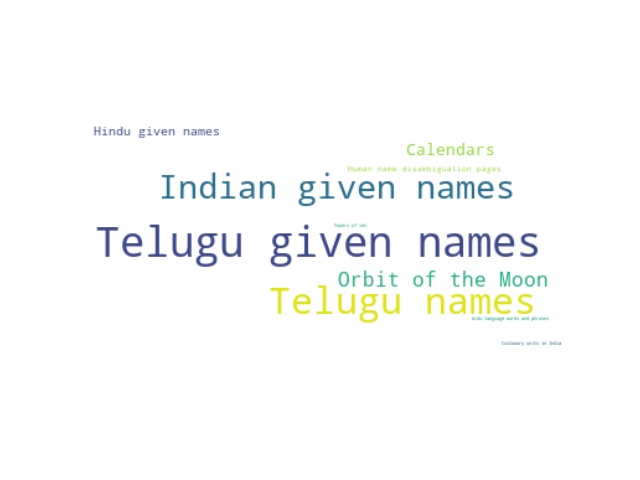 Hindu given names
Calendars
Human name disambiguation pages
Indian given names
Powers of ten
Telugu given names
Orbit of the Moon
Telugu names
Urdu-language words and phrases
Customary units in India